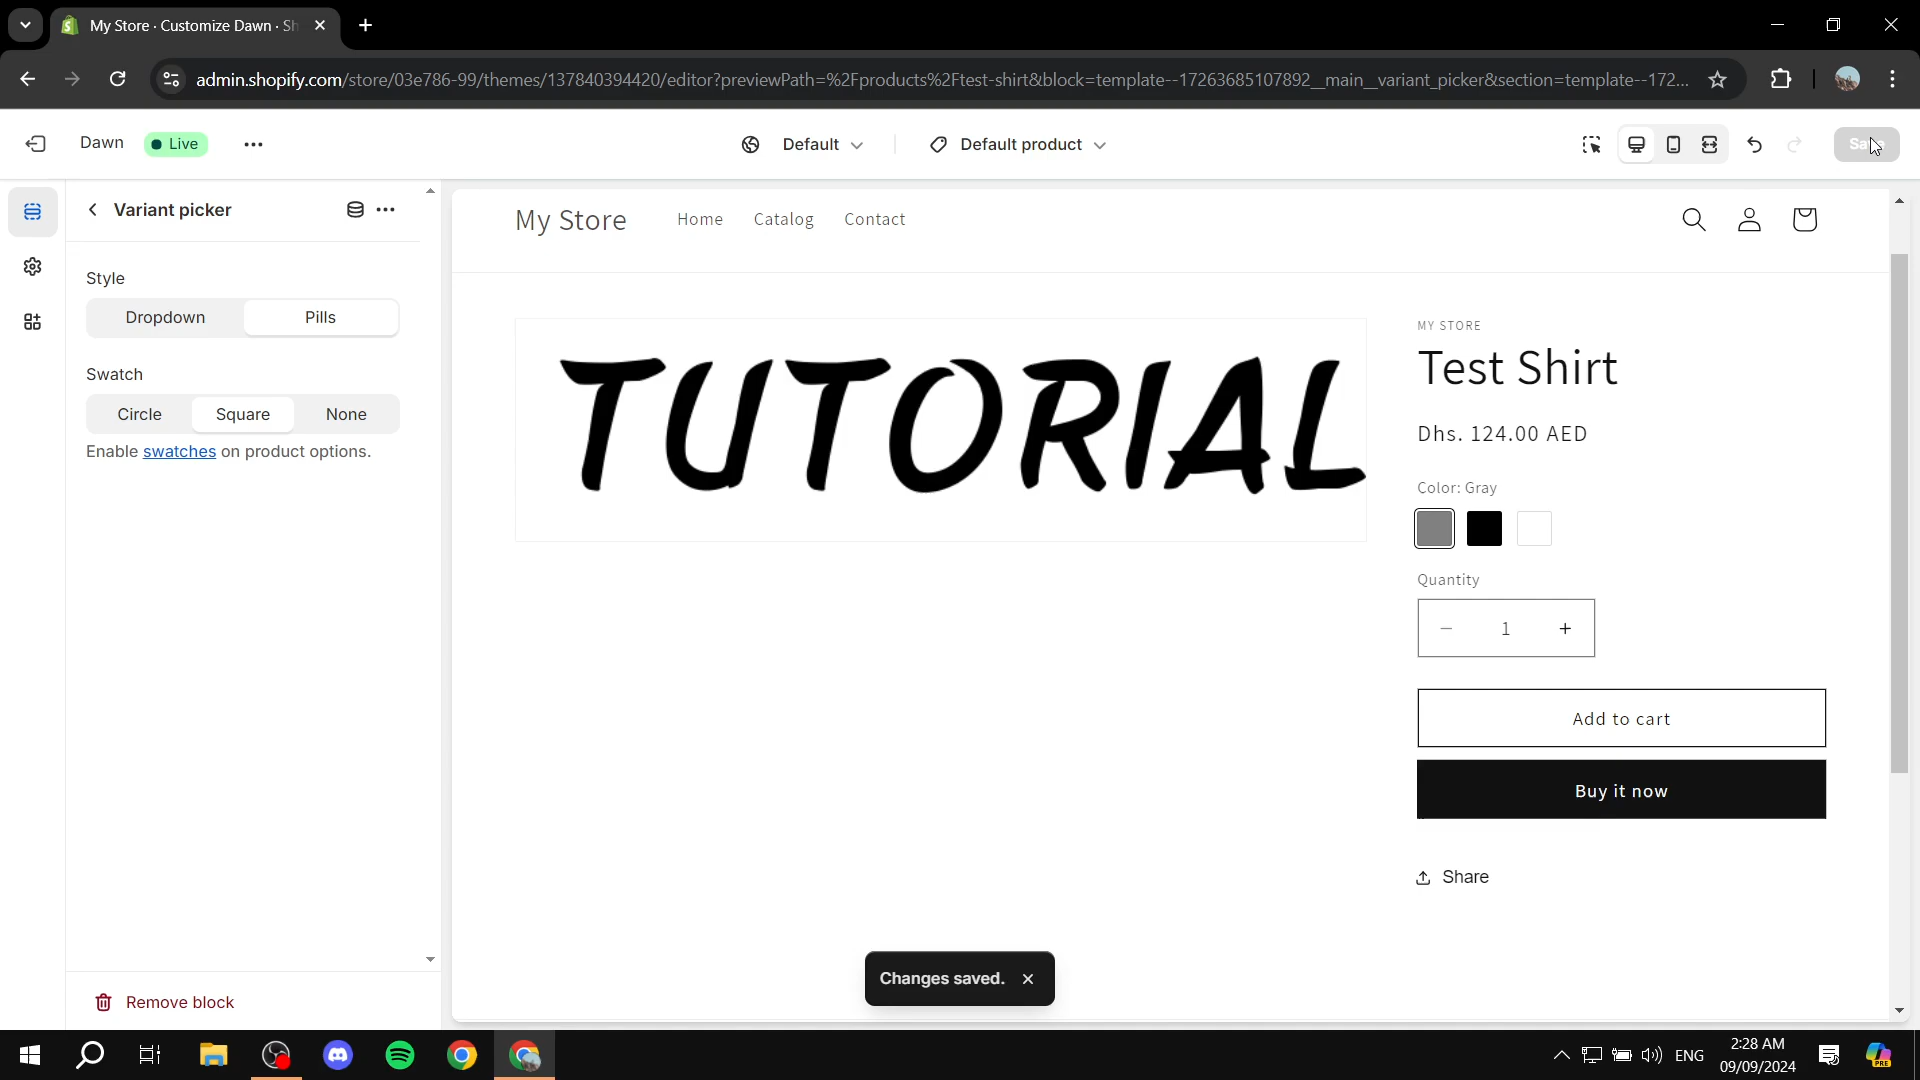 My Store · Customize Dawn · Sh
admin.shopify.com/store/03e786-99/themes/137840394420/editor?previewPath=%2Fproducts%2Ftest-shirt&block=template--17263685107892__main__variant_picker&section=template--172...
Dawn
Live
Default
Default product
Variant picker
Style
Dropdown
Pills
Swatch
Circle
Square
None
Enable swatches on product options.
Remove block
My Store
Home
Catalog
Contact
TUTORIAL
MY STORE
Test Shirt
Dhs. 124.00 AED
Color: Gray
Quantity
1
Add to cart
Buy it now
Share
Changes saved.
ENG
2:28 AM
09/09/2024
PRE